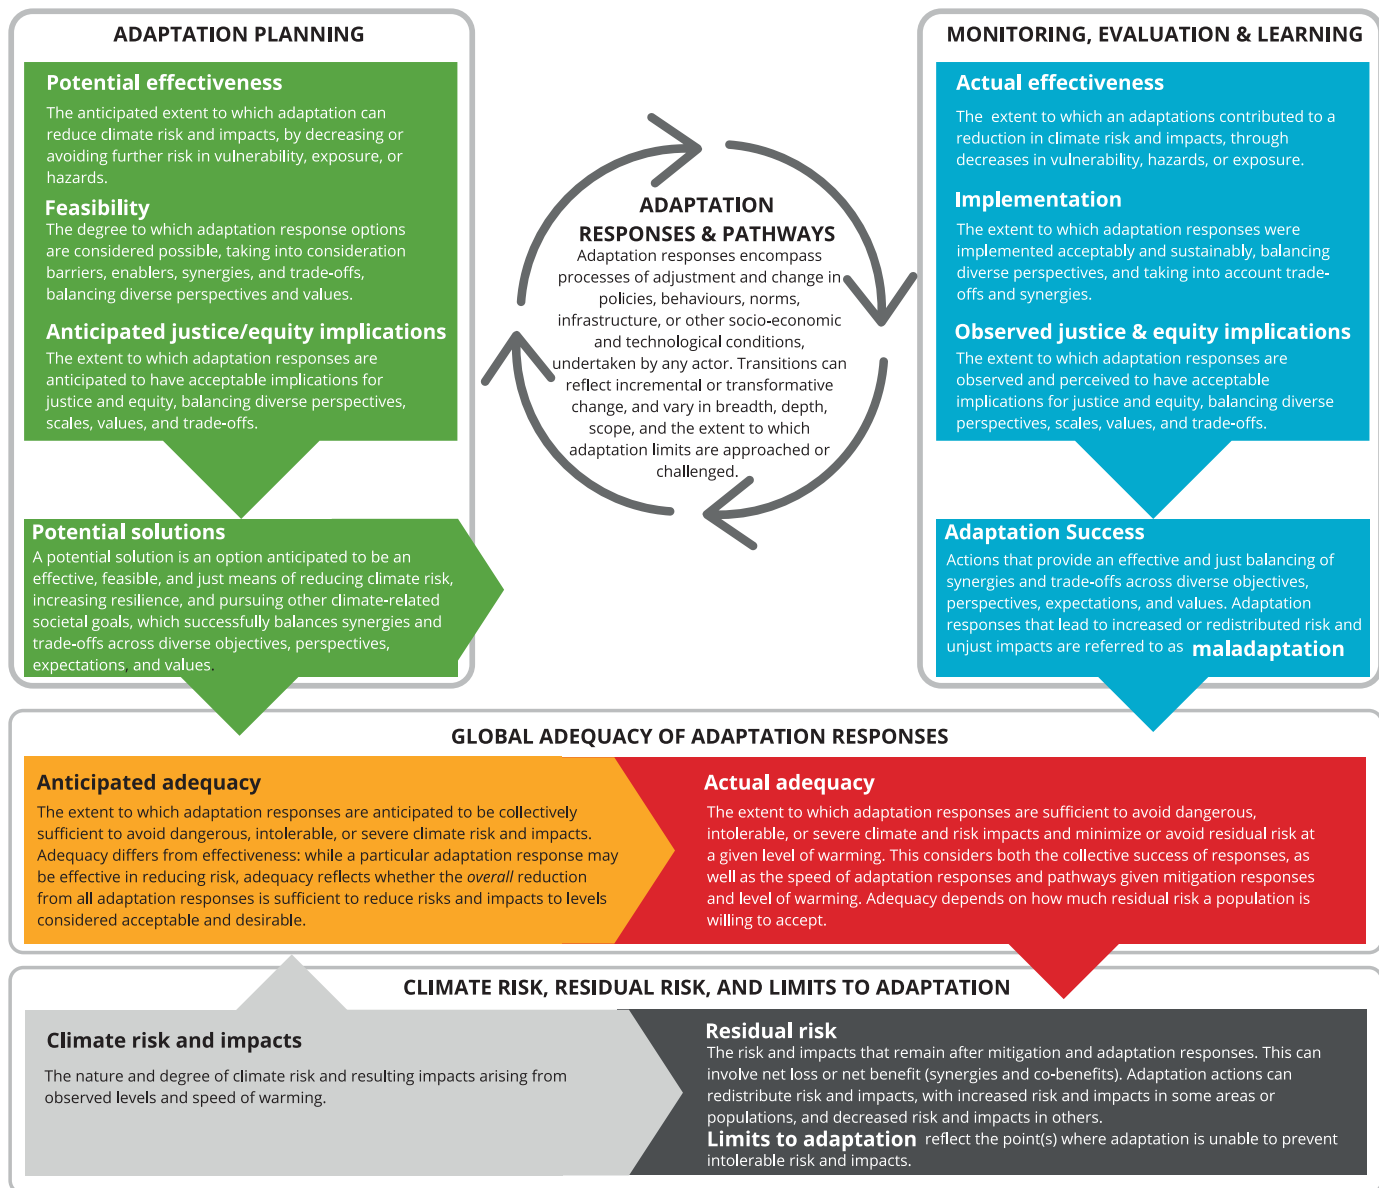 ADAPTATION PLANNING
Potential effectiveness
The anticipated extent to which adaptation can
reduce climate risk and impacts, by decreasing or
avoiding further risk in vulnerability, exposure, or
hazards.
Feasibility
The degree to which adaptation response options
are considered possible, taking into consideration
barriers, enablers, synergies, and trade-offs,
balancing diverse perspectives and values.
Anticipated justice/equity implications
The extent to which adaptation responses are
anticipated to have acceptable implications for
justice and equity, balancing diverse perspectives,
scales, values, and trade-offs.
Potential solutions
A potential solution is an option anticipated to be an
effective, feasible, and just means of reducing climate risk,
increasing resilience, and pursuing other climate-related
societal goals, which successfully balances synergies and
trade-offs across diverse objectives, perspectives,
expectations, and values.
ADAPTATION
RESPONSES & PATHWAYS
Adaptation responses encompass
processes of adjustment and change in
policies, behaviours, norms,
infrastructure, or other socio-economic
and technological conditions,
undertaken by any actor. Transitions can
reflect incremental or transformative
change, and vary in breadth, depth,
scope, and the extent to which
adaptation limits are approached or
challenged.
MONITORING, EVALUATION & LEARNING
Actual effectiveness
The extent to which an adaptations contributed to a
reduction in climate risk and impacts, through
decreases in vulnerability, hazards, or exposure.
Implementation
The extent to which adaptation responses were
implemented acceptably and sustainably, balancing
diverse perspectives, and taking into account trade-
offs and synergies.
Observed justice & equity implications
The extent to which adaptation responses are
observed and perceived to have acceptable
implications for justice and equity, balancing diverse
perspectives, scales, values, and trade-offs.
Adaptation Success
Actions that provide an effective and just balancing of
synergies and trade-offs across diverse objectives,
perspectives, expectations, and values. Adaptation
responses that lead to increased or redistributed risk and
unjust impacts are referred to as maladaptation
GLOBAL ADEQUACY OF ADAPTATION RESPONSES
Anticipated adequacy
The extent to which adaptation responses are anticipated to be collectively
sufficient to avoid dangerous, intolerable, or severe climate risk and impacts.
Adequacy differs from effectiveness: while a particular adaptation response may
be effective in reducing risk, adequacy reflects whether the overall reduction
from all adaptation responses is sufficient to reduce risks and impacts to levels
considered acceptable and desirable.
Actual adequacy
The extent to which adaptation responses are sufficient to avoid dangerous,
intolerable, or severe climate and risk impacts and minimize or avoid residual risk at
a given level of warming. This considers both the collective success of responses, as
well as the speed of adaptation responses and pathways given mitigation responses
and level of warming. Adequacy depends on how much residual risk a population is
willing to accept.
CLIMATE RISK, RESIDUAL RISK, AND LIMITS TO ADAPTATION
Climate risk and impacts
The nature and degree of climate risk and resulting impacts arising from
observed levels and speed of warming.
Residual risk
The risk and impacts that remain after mitigation and adaptation responses. This can
involve net loss or net benefit (synergies and co-benefits). Adaptation actions can
redistribute risk and impacts, with increased risk and impacts in some areas or
populations, and decreased risk and impacts in others.
Limits to adaptation reflect the point(s) where adaptation is unable to prevent
intolerable risk and impacts.